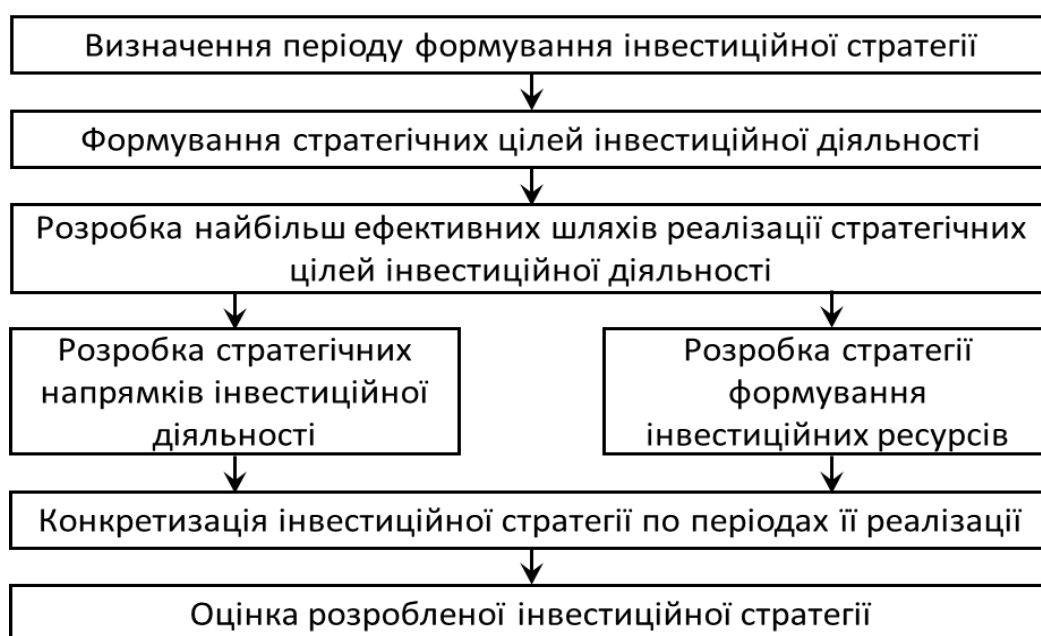 Визначення періоду формування інвестиційної стратегії
Формування стратегічних цілей інвестиційної діяльності
Розробка найбільш ефективних шляхів реалізації стратегічних
цілей інвестиційної діяльності
Розробка стратегічних
напрямків інвестиційної
діяльності
Розробка стратегії
формування
інвестиційних ресурсів
Конкретизація інвестиційної стратегії по періодах її реалізації
Оцінка розробленої інвестиційної стратегії